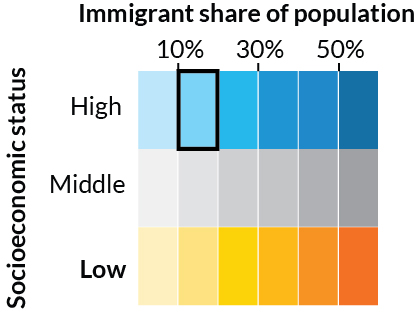 Immigrant share of population
10% 30% 50%
Socioeconomic status
High
Middle
Low